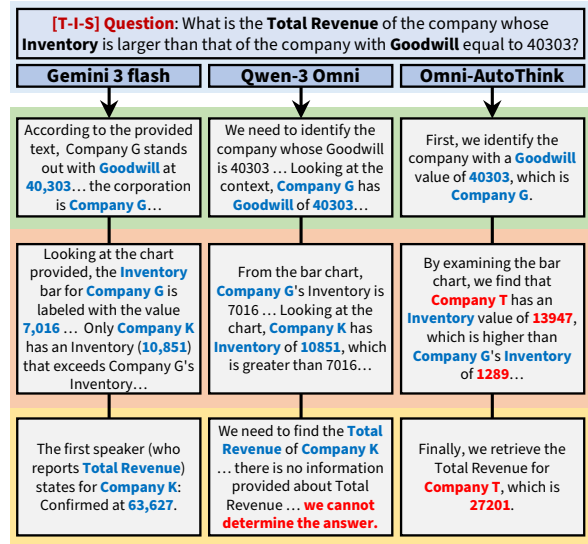 [T-I-S] Question: What is the Total Revenue of the company whose
Inventory is larger than that of the company with Goodwill equal to 40303?
Gemini 3 flash
Qwen-3 Omni
Omni-AutoThink
According to the provided
text, Company G stands
out with Goodwill at
40,303... the corporation
is Company G...
We need to identify the
company whose Goodwill
is 40303 ... Looking at the
context, Company G has
Goodwill of 40303...
First, we identify the
company with a Goodwill
value of 40303, which is
Company G.
Looking at the chart
provided, the Inventory
bar for Company G is
labeled with the value
7,016 ... Only Company K
has an Inventory (10,851)
that exceeds Company G's
Inventory...
From the bar chart,
Company G's Inventory is
7016 ... Looking at the
chart, Company K has
Inventory of 10851, which
is greater than 7016...
By examining the bar
chart, we find that
Company T has an
Inventory value of 13947,
which is higher than
Company G's Inventory
of 1289...
The first speaker (who
reports Total Revenue)
states for Company K:
Confirmed at 63,627.
We need to find the Total
Revenue of Company K
... there is no information
provided about Total
Revenue ... we cannot
determine the answer.
Finally, we retrieve the
Total Revenue for
Company T, which is
27201.